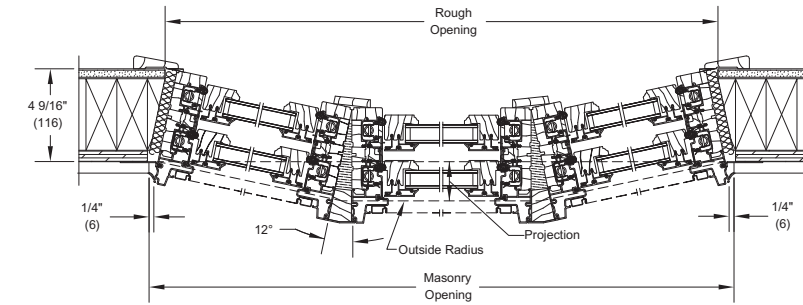 Rough
Opening
4 9/16"
(116)
1/4"
(6)
12°
Outside Radius
Projection
1/4"
(6)
Masonry
Opening